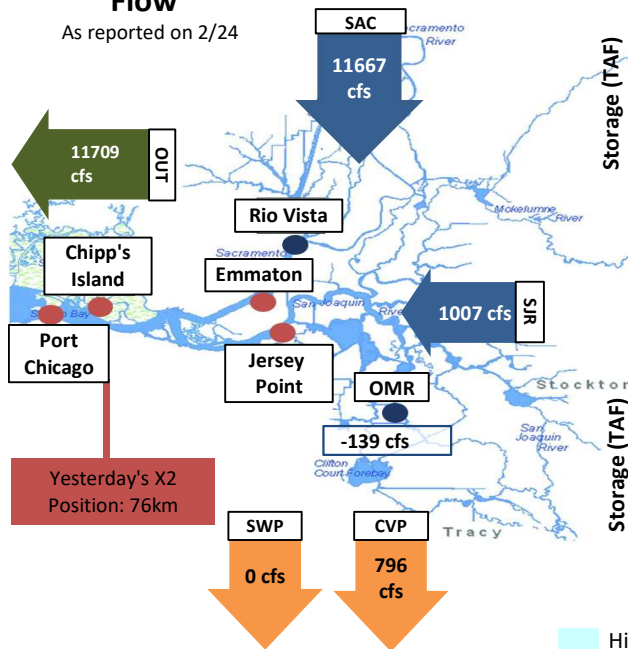 Flow
As reported on 2/24
SAC
11667
cfs
Sacramento
River
Storage (TAF)
11709
cfs
OUT
Rio Vista
Mokelumne
River
Chipp's
Island
Sacramento
Emmaton
San Joaquin
River
1007 cfs
SJR
Bay
Port
Chicago
Jersey
Point
OMR
Stockton
-139 cfs
San
Joaquin
River
Storage (TAF)
Clifton
Court Forebay
Yesterday's X2
Position: 76km
Tracy
SWP
CVP
0 cfs
796
cfs
Hi